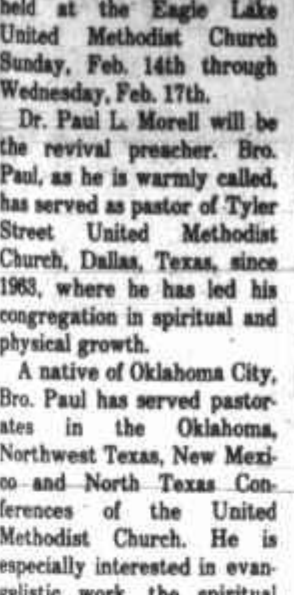 held at the Eagle Lake
United Methodist Church
Sunday, Feb. 14th through
Wednesday, Feb. 17th.
Dr. Paul L. Morell will be
the revival preacher. Bro.
Paul, as he is warmly called,
has served as pastor of Tyler
Street United Methodist
Church, Dallas, Texas, since
1963, where he has led his
congregation in spiritual and
physical growth.
A native of Oklahoma City,
Bro. Paul has served pastor-
ates in the Oklahoma,
Northwest Texas, New Mexi-
co and North Texas Con-
ferences of the United
Methodist Church. He is
especially interested in evan-
gelistic work, the spiritual